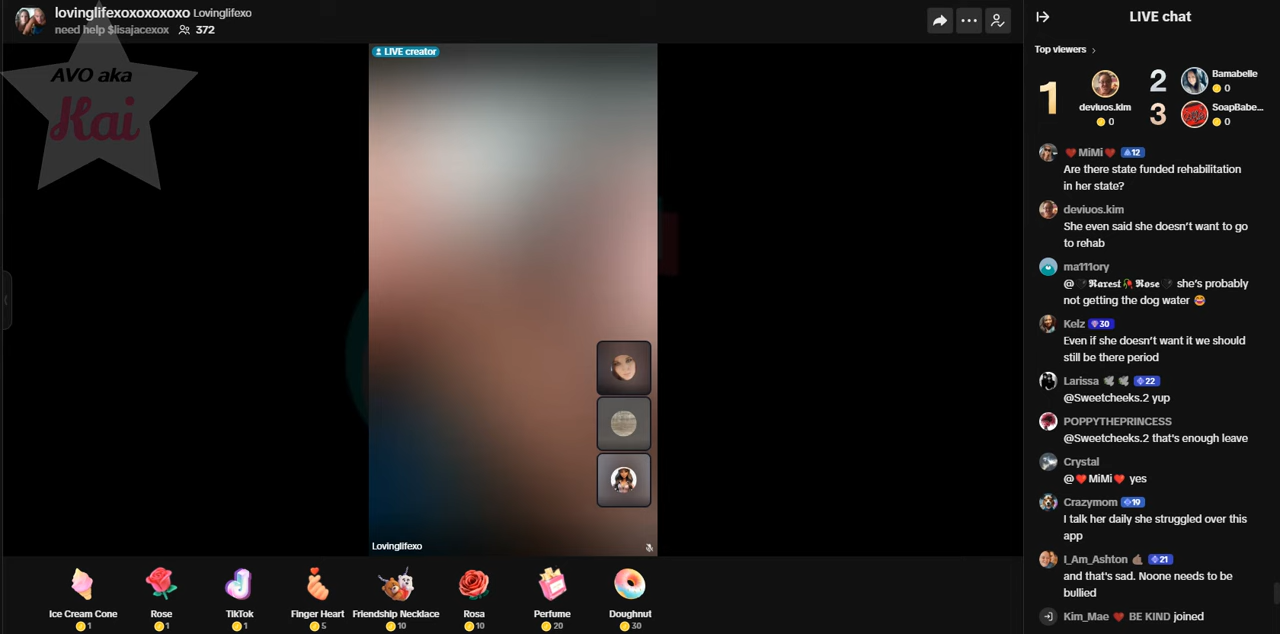 lovinglifexoxoxoxoxo Lovinglifexo
need help $lisajacexox 372
AVO aka
Kai
LIVE creator
Lovinglifexo
Ice Cream Cone
1
Rose
1
TikTok
1
Finger Heart
5
Friendship Necklace
10
Rosa
10
Perfume
20
Doughnut
30
LIVE chat
Top viewers
1
deviuos.kim
0
2
Bamabelle
0
3
SoapBabe...
0
MiMi 12
Are there state funded rehabilitation
in her state?
deviuos.kim
She even said she doesn't want to go
to rehab
ma111ory
@🖤𝕽𝖆𝖗𝖊𝖘𝖙🥀𝕽𝖔𝖘𝖊🖤 she's probably
not getting the dog water 😂
Kelz 30
Even if she doesn't want it we should
still be there period
Larissa 22
@Sweetcheeks.2 yup
POPPYTHEPRINCESS
@Sweetcheeks.2 that's enough leave
Crystal
@❤️MiMi❤️ yes
Crazymom 19
I talk her daily she struggled over this
app
I_Am_Ashton 21
and that's sad. Noone needs to be
bullied
Kim_Mae ❤️ BE KIND joined